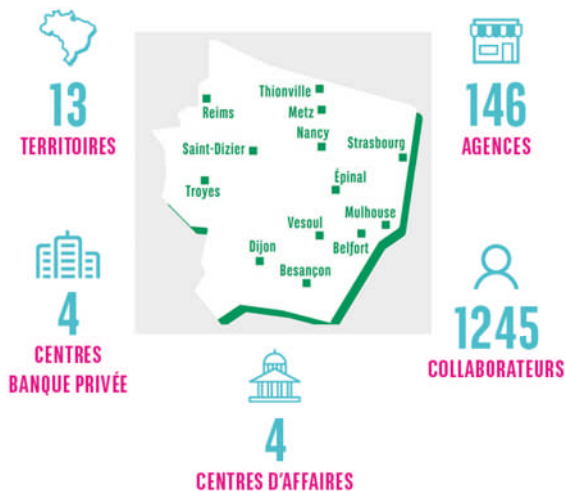 13
TERRITOIRES
146
AGENCES
Thionville
Reims
Metz
Nancy
Strasbourg
Saint-Dizier
Épinal
Troyes
Mulhouse
Vesoul
Belfort
Dijon
Besançon
4
CENTRES
BANQUE PRIVÉE
1245
COLLABORATEURS
4
CENTRES D'AFFAIRES